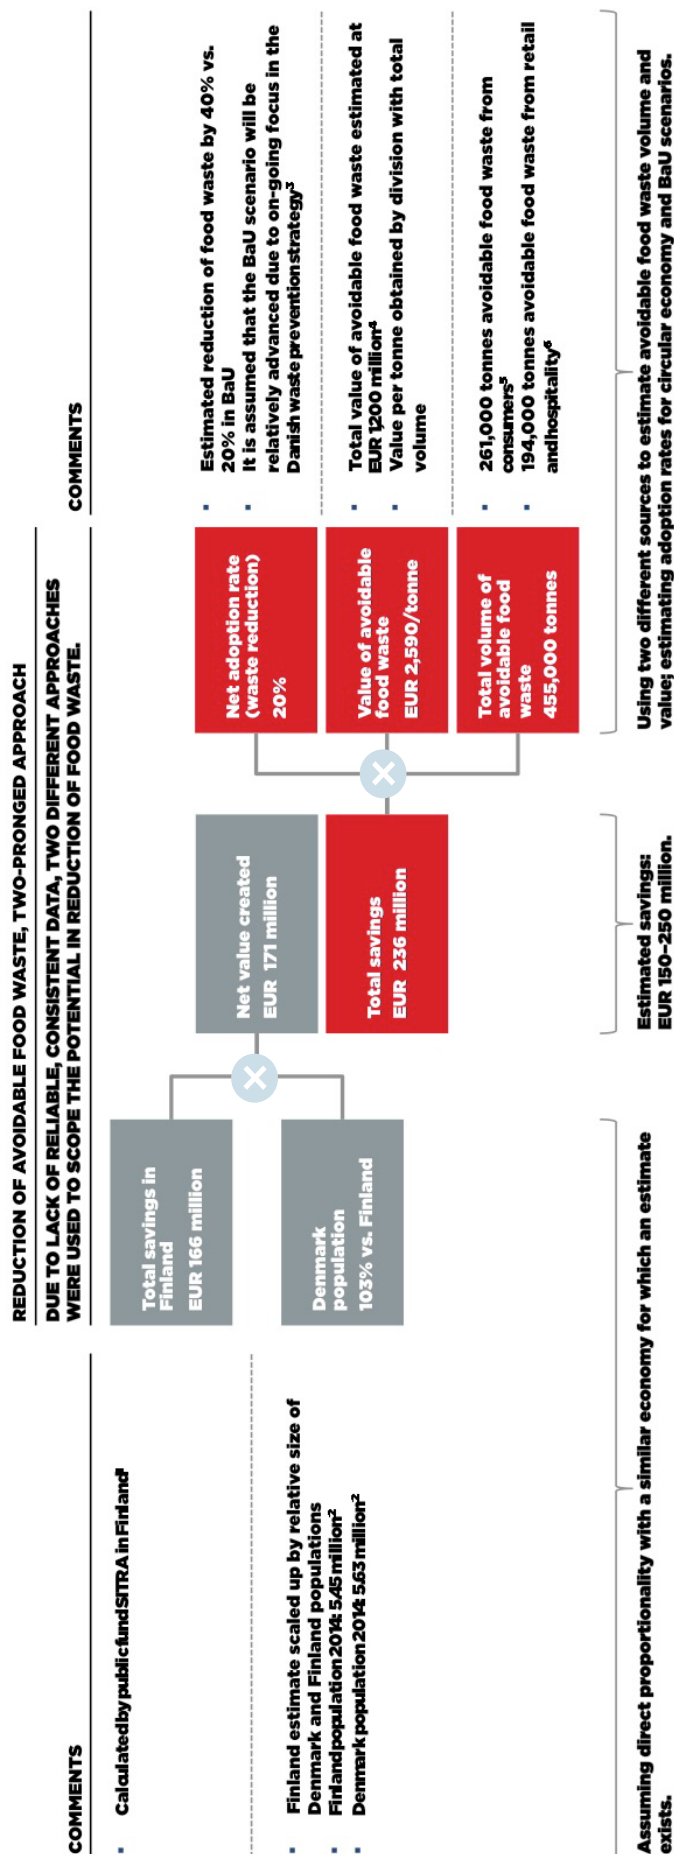 REDUCTION OF AVOIDABLE FOOD WASTE, TWO-PRONGED APPROACH
DUE TO LACK OF RELIABLE, CONSISTENT DATA, TWO DIFFERENT APPROACHES
WERE USED TO SCOPE THE POTENTIAL IN REDUCTION OF FOOD WASTE.
COMMENTS
▪ Calculated by public fund SITRA in Finland¹
▪ Finland estimate scaled up by relative size of
Denmark and Finland populations
▪ Finland population 2014: 5.45 million²
▪ Denmark population 2014: 5.63 million²
Total savings in
Finland
EUR 166 million
Denmark
population
103% vs. Finland
Net value created
EUR 171 million
Total savings
EUR 236 million
Net adoption rate
(waste reduction)
20%
Value of avoidable
food waste
EUR 2,590/tonne
Total volume of
avoidable food
waste
455,000 tonnes
COMMENTS
▪ Estimated reduction of food waste by 40% vs.
20% in BaU
▪ It is assumed that the BaU scenario will be
relatively advanced due to on-going focus in the
Danish waste prevention strategy³
▪ Total value of avoidable food waste estimated at
EUR 1,200 million⁴
▪ Value per tonne obtained by division with total
volume
▪ 261,000 tonnes avoidable food waste from
consumers⁵
▪ 194,000 tonnes avoidable food waste from retail
and hospitality⁶
Assuming direct proportionality with a similar economy for which an estimate
exists.
Estimated savings:
EUR 150–250 million.
Using two different sources to estimate avoidable food waste volume and
value; estimating adoption rates for circular economy and BaU scenarios.